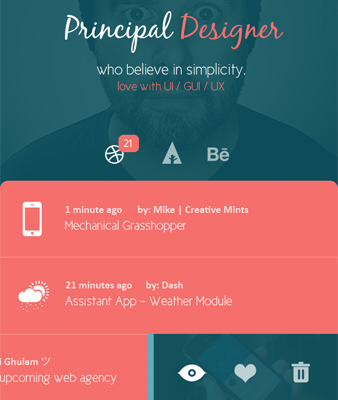 Principal Designer
who believe in simplicity.
love with UI / GUI / UX
21
Bē
1 minute ago by: Mike | Creative Mints
Mechanical Grasshopper
21 minutes ago by: Dash
Assistant App - Weather Module
i Ghulam ツ
upcoming web agency